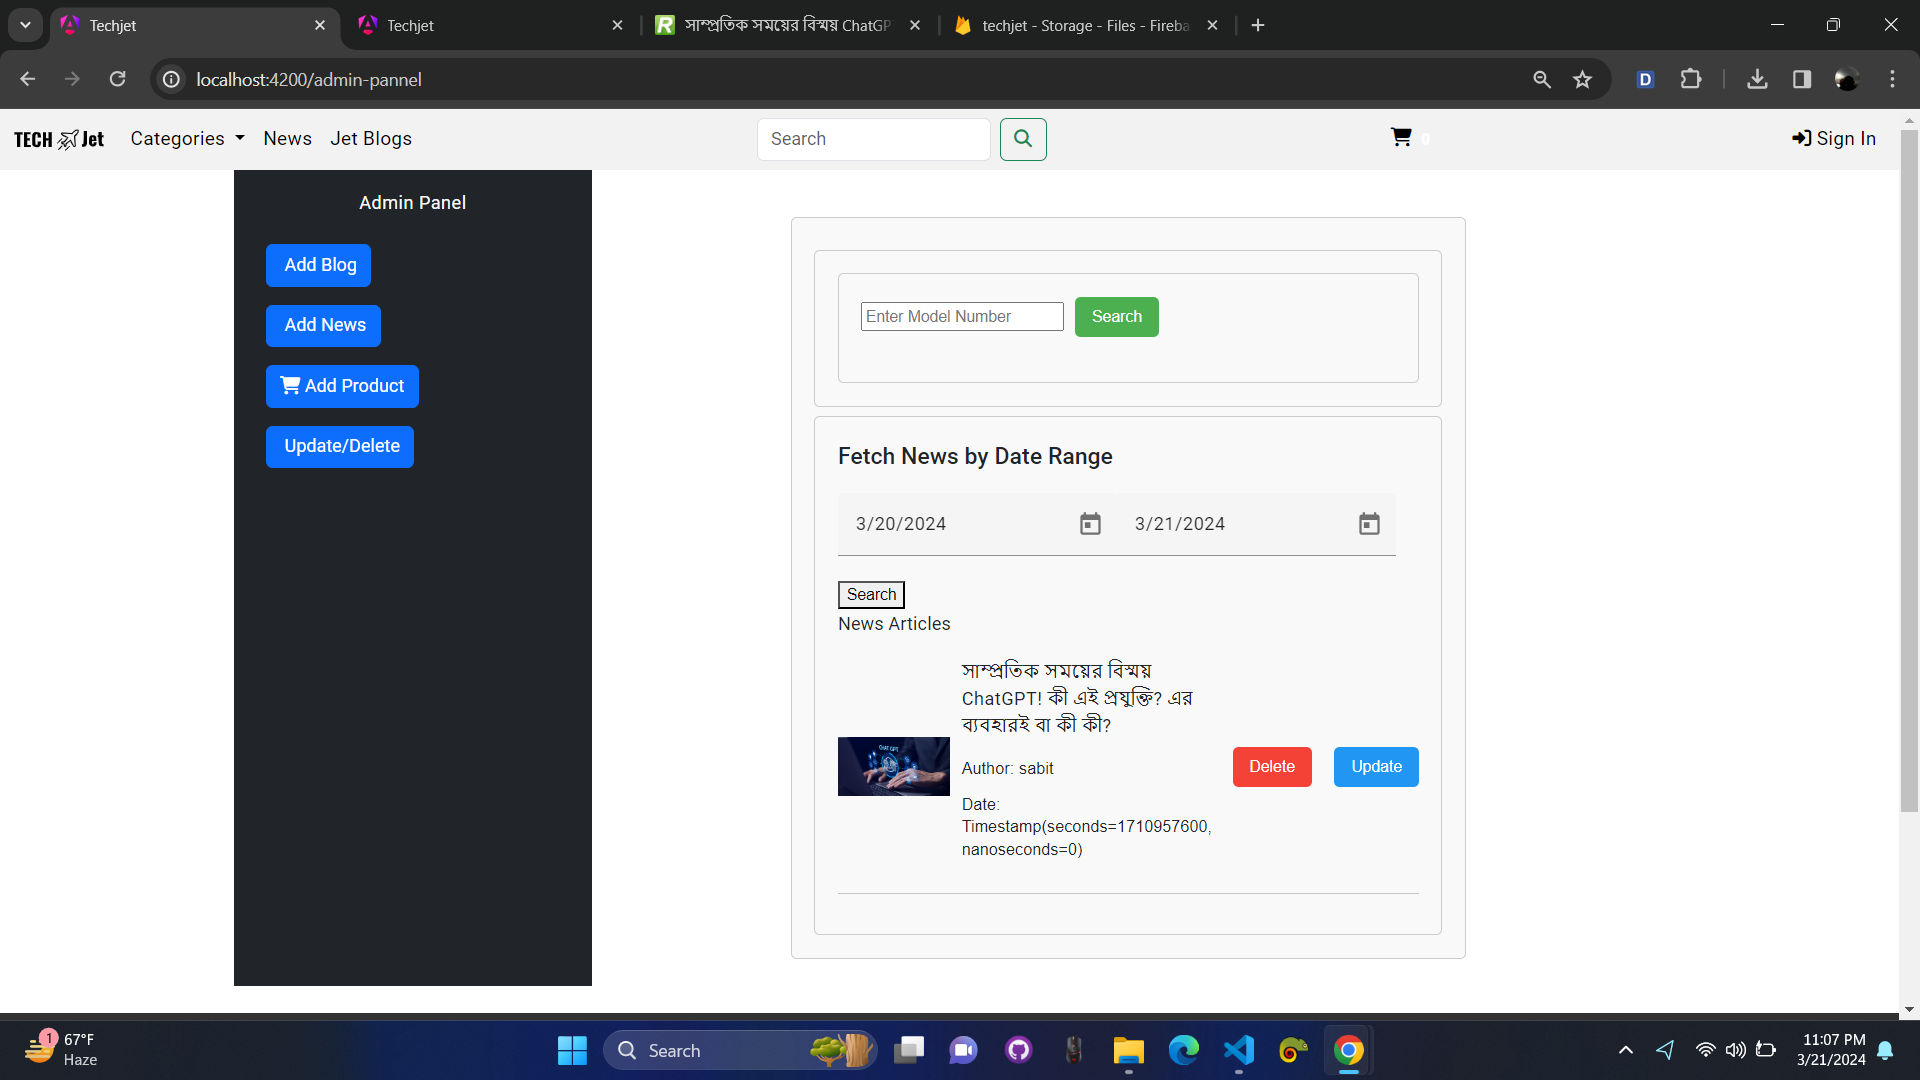 Techjet
Techjet
সাম্প্রতিক সময়ের বিস্ময় ChatGP
techjet - Storage - Files - Fireba
localhost:4200/admin-pannel
TECH Jet
Categories
News
Jet Blogs
Search
0
Sign In
Admin Panel
Add Blog
Add News
Add Product
Update/Delete
Enter Model Number
Search
Fetch News by Date Range
3/20/2024
3/21/2024
Search
News Articles
সাম্প্রতিক সময়ের বিস্ময়
ChatGPT! কী এই প্রযুক্তি? এর
ব্যবহারই বা কী কী?
CHAT GPT
Author: sabit
Date:
Timestamp(seconds=1710957600,
nanoseconds=0)
Delete
Update
1
67°F
Haze
Search
11:07 PM
3/21/2024